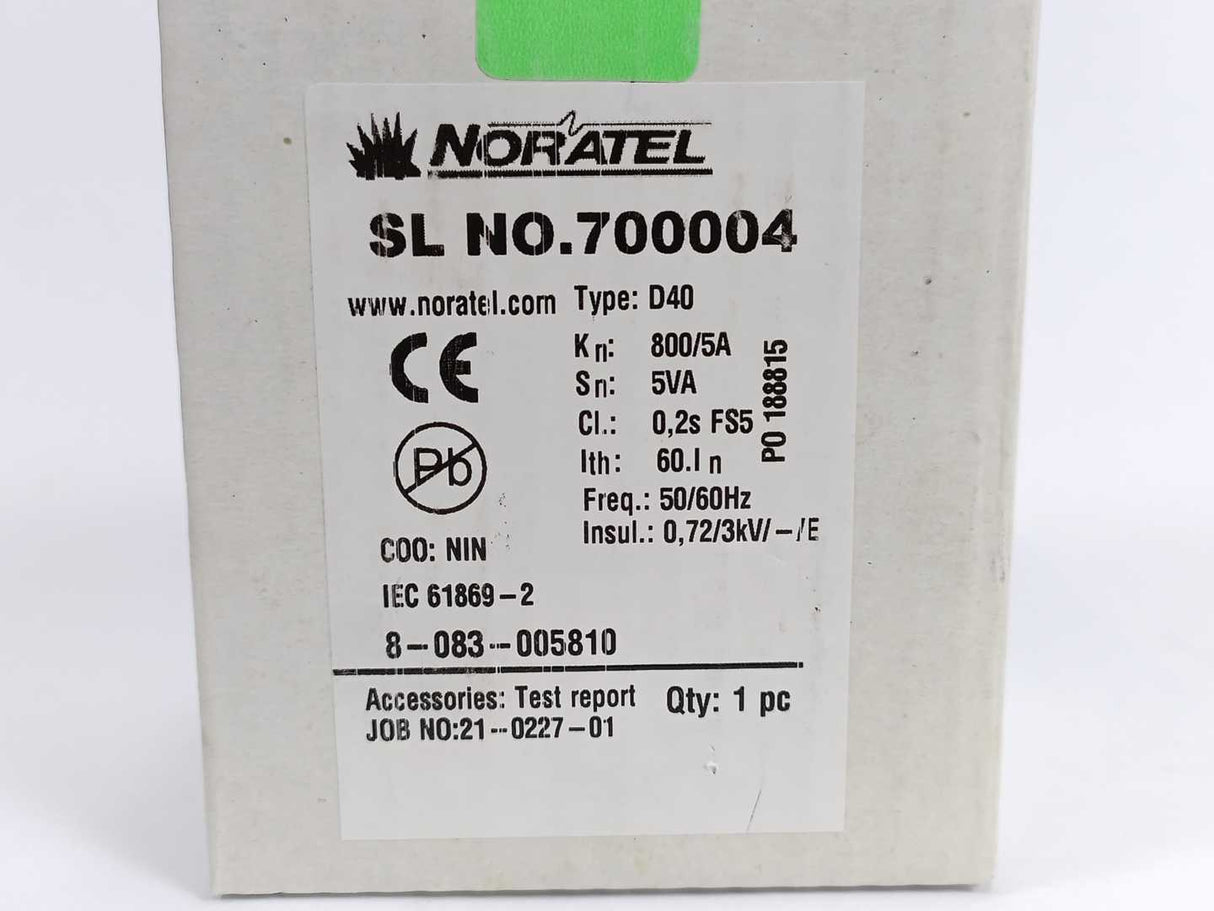 NORATEL
SL NO.700004
www.noratel.com Type: D40
Kn: 800/5A
Sn: 5VA
Cl.: 0,2s FS5
Ith: 60.In
Freq.: 50/60Hz
Insul.: 0,72/3kV/-/E
PO 188815
CE
Pb
COO: NIN
IEC 61869-2
8-083-005810
Accessories: Test report Qty: 1 pc
JOB NO:21-0227-01